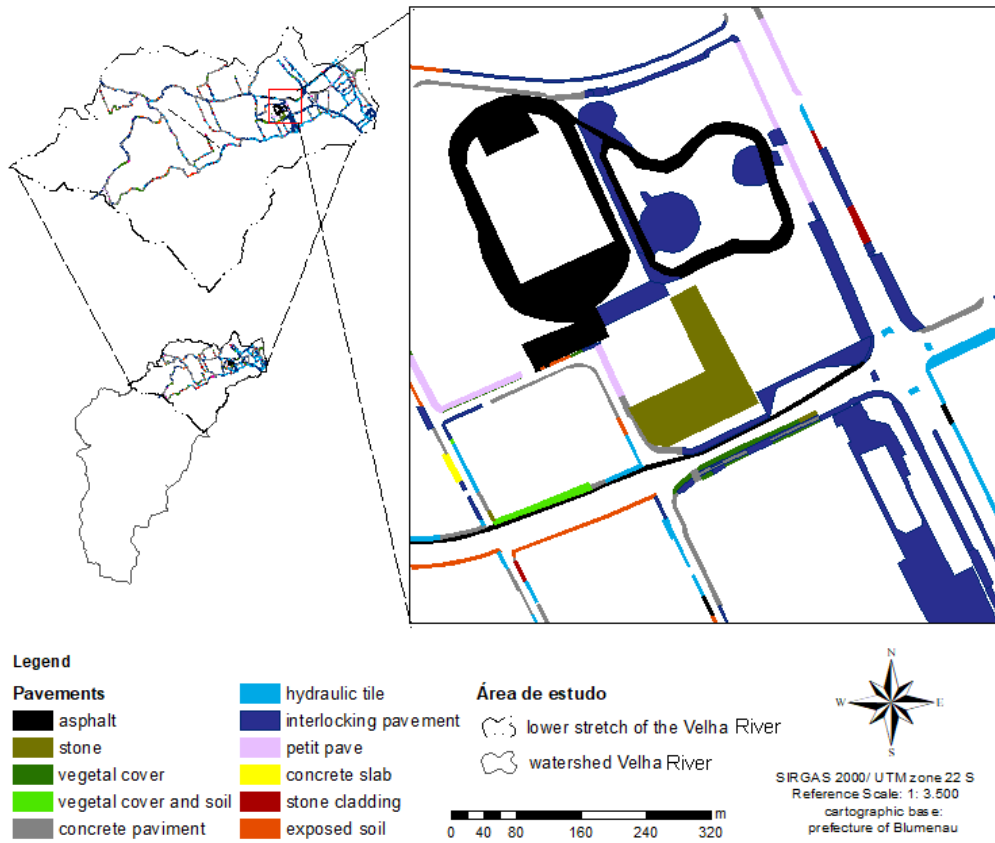 Legend
Pavements
asphalt
stone
vegetal cover
vegetal cover and soil
concrete paviment
hydraulic tile
interlocking pavement
petit pave
concrete slab
stone cladding
exposed soil
Área de estudo
lower stretch of the Velha River
watershed Velha River
m
0 40 80 160 240 320
N
W E
S
SIRGAS 2000/ UTM zone 22 S
Reference Scale: 1: 3.500
cartographic base:
prefecture of Blumenau